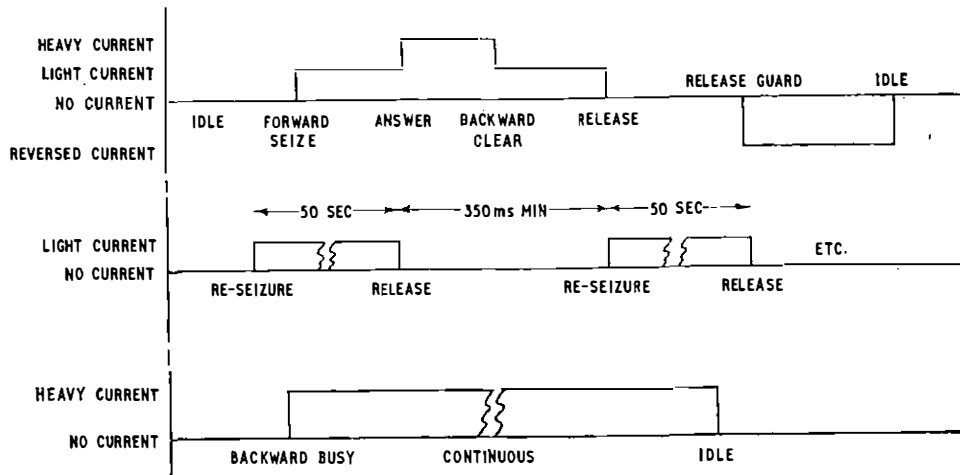 HEAVY CURRENT
LIGHT CURRENT
NO CURRENT
REVERSED CURRENT
IDLE
FORWARD SEIZE
ANSWER
BACKWARD CLEAR
RELEASE
RELEASE GUARD
IDLE
50 SEC
350ms MIN
50 SEC
LIGHT CURRENT
NO CURRENT
RE-SEIZURE
RELEASE
RE-SEIZURE
RELEASE
ETC.
HEAVY CURRENT
NO CURRENT
BACKWARD BUSY
CONTINUOUS
IDLE